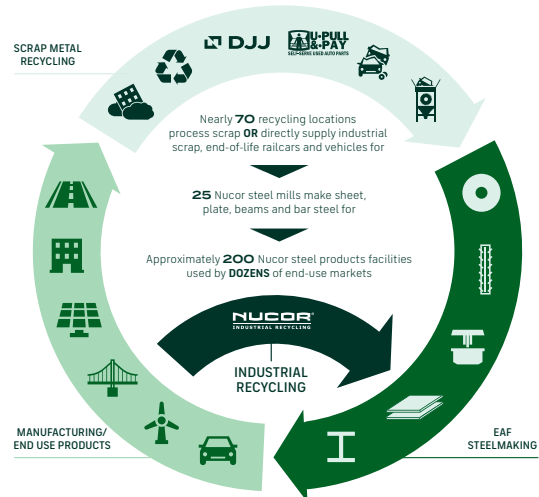 DJJ
U·PULL
&·PAY
SELF-SERVE USED AUTO PARTS
SCRAP METAL
RECYCLING
Nearly 70 recycling locations
process scrap OR directly supply industrial
scrap, end-of-life railcars and vehicles for
25 Nucor steel mills make sheet,
plate, beams and bar steel for
Approximately 200 Nucor steel products facilities
used by DOZENS of end-use markets
NUCOR®
INDUSTRIAL RECYCLING
INDUSTRIAL
RECYCLING
MANUFACTURING/
END USE PRODUCTS
EAF
STEELMAKING